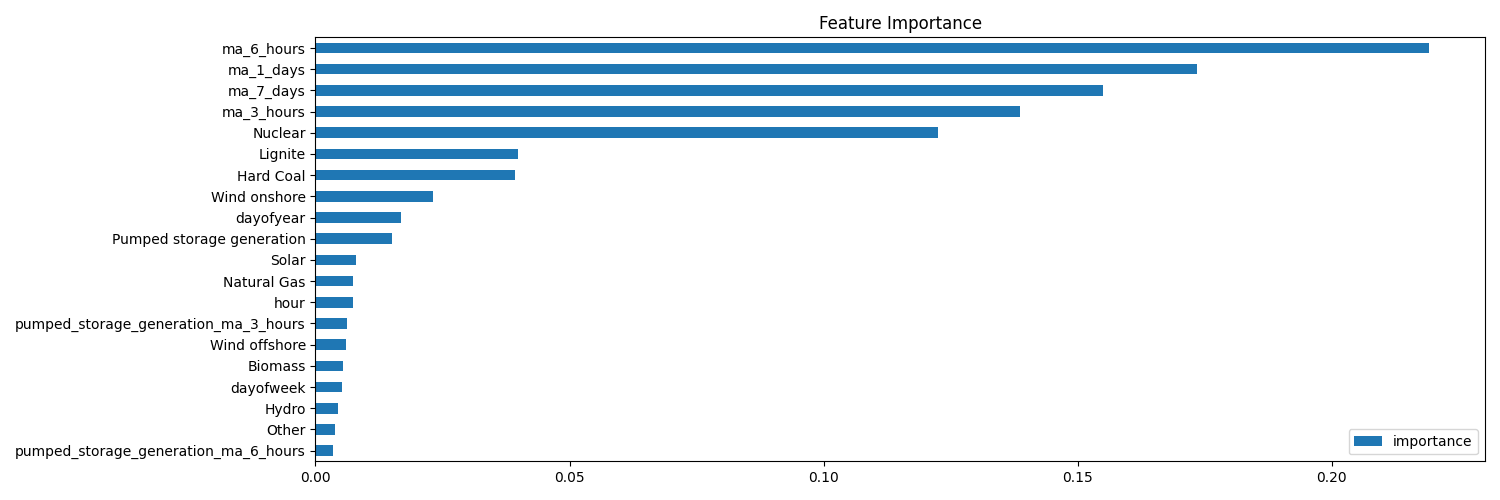 Feature Importance
ma_6_hours
ma_1_days
ma_7_days
ma_3_hours
Nuclear
Lignite
Hard Coal
Wind onshore
dayofyear
Pumped storage generation
Solar
Natural Gas
hour
pumped_storage_generation_ma_3_hours
Wind offshore
Biomass
dayofweek
Hydro
Other
pumped_storage_generation_ma_6_hours
importance
0.00 0.05 0.10 0.15 0.20